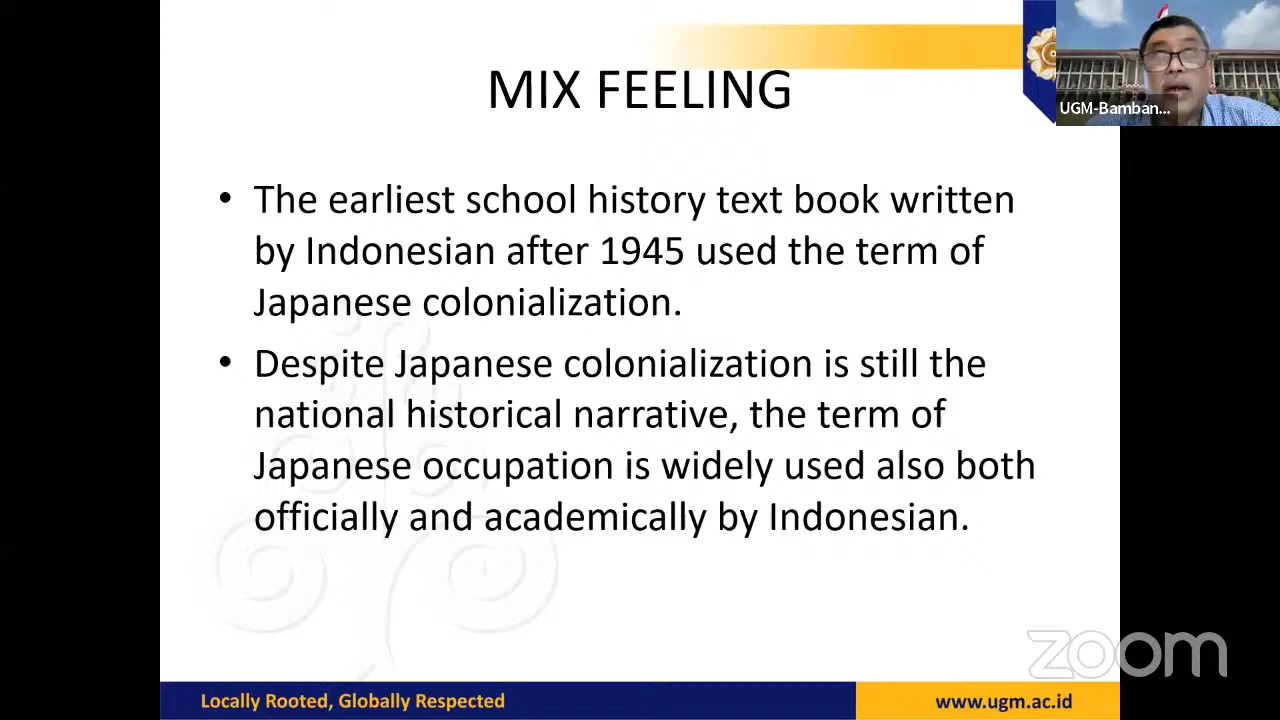 MIX FEELING
UGM-Bamban...
• The earliest school history text book written
by Indonesian after 1945 used the term of
Japanese colonialization.
• Despite Japanese colonialization is still the
national historical narrative, the term of
Japanese occupation is widely used also both
officially and academically by Indonesian.
zoom
Locally Rooted, Globally Respected
www.ugm.ac.id